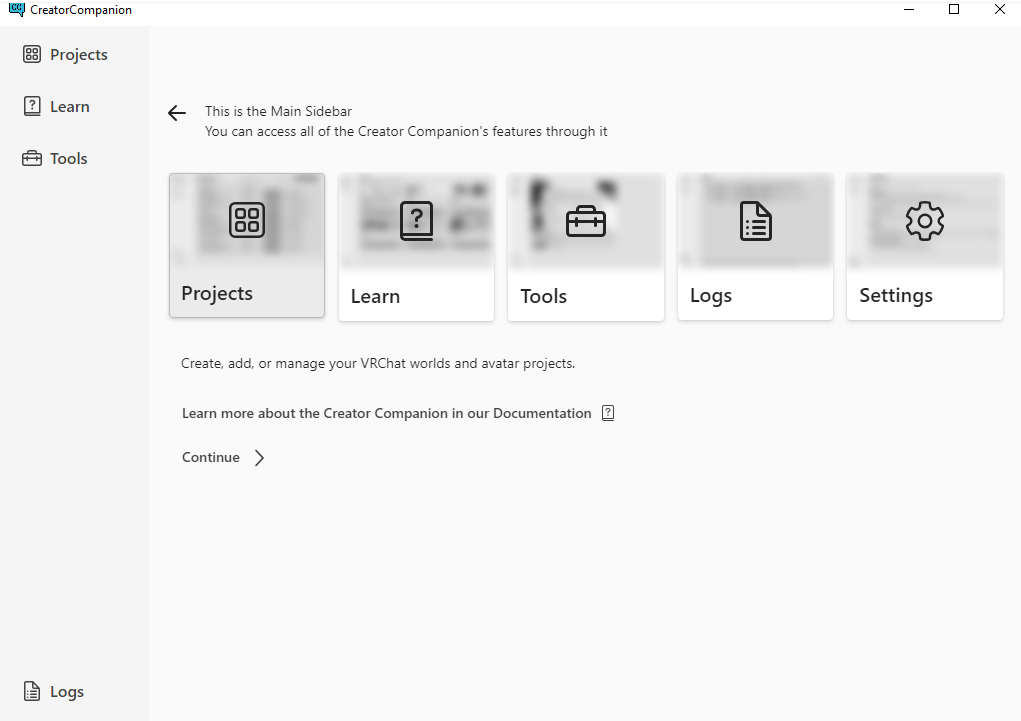 CreatorCompanion
Projects
Learn
Tools
This is the Main Sidebar
You can access all of the Creator Companion's features through it
Projects
Learn
Tools
Logs
Settings
Create, add, or manage your VRChat worlds and avatar projects.
Learn more about the Creator Companion in our Documentation
Continue
Logs